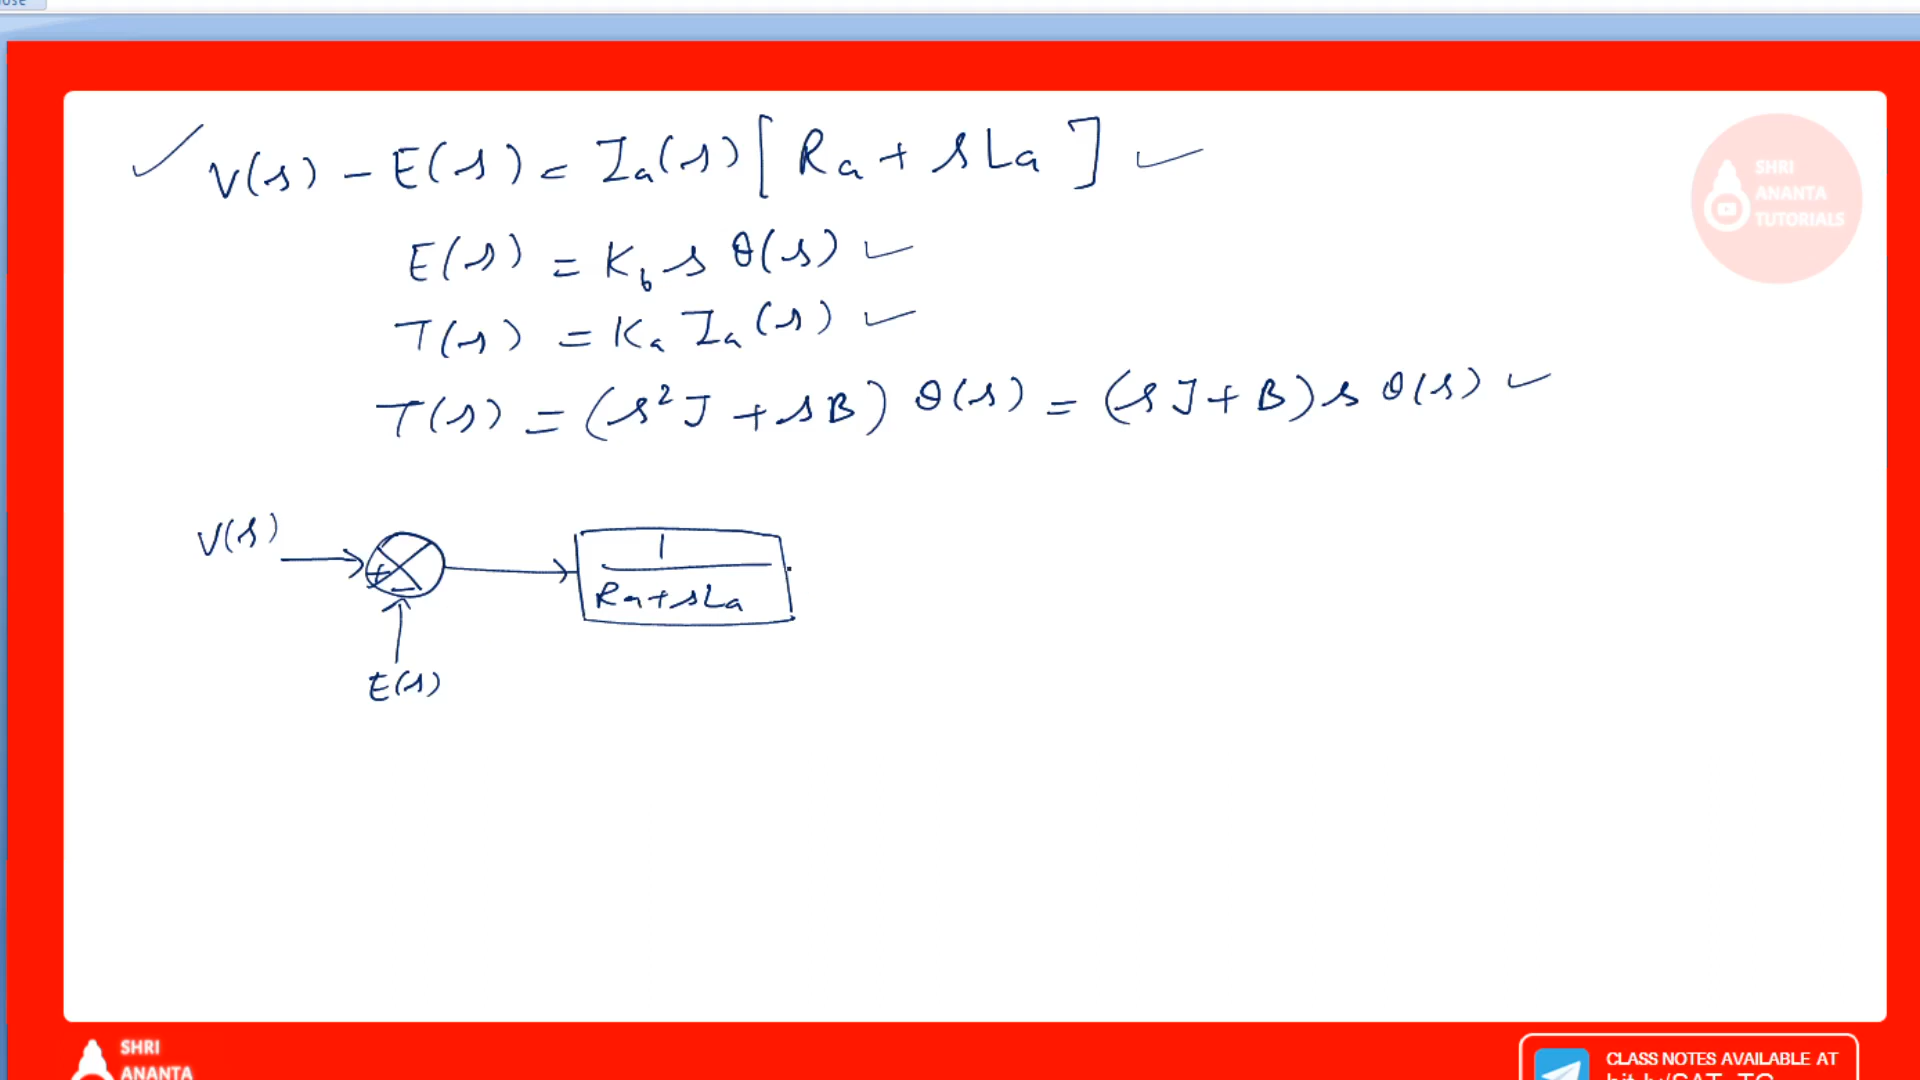 V(s) - E(s) = Ia(s) [ Ra + sLa ]
E(s) = Kb s θ(s)
T(s) = Ka Ia(s)
T(s) = (s²J + sB) θ(s) = (sJ + B) s θ(s)
V(s)
+
-
E(s)
1
Ra+sLa
SHRI
ANANTA
TUTORIALS
SHRI
ANANTA
CLASS NOTES AVAILABLE AT